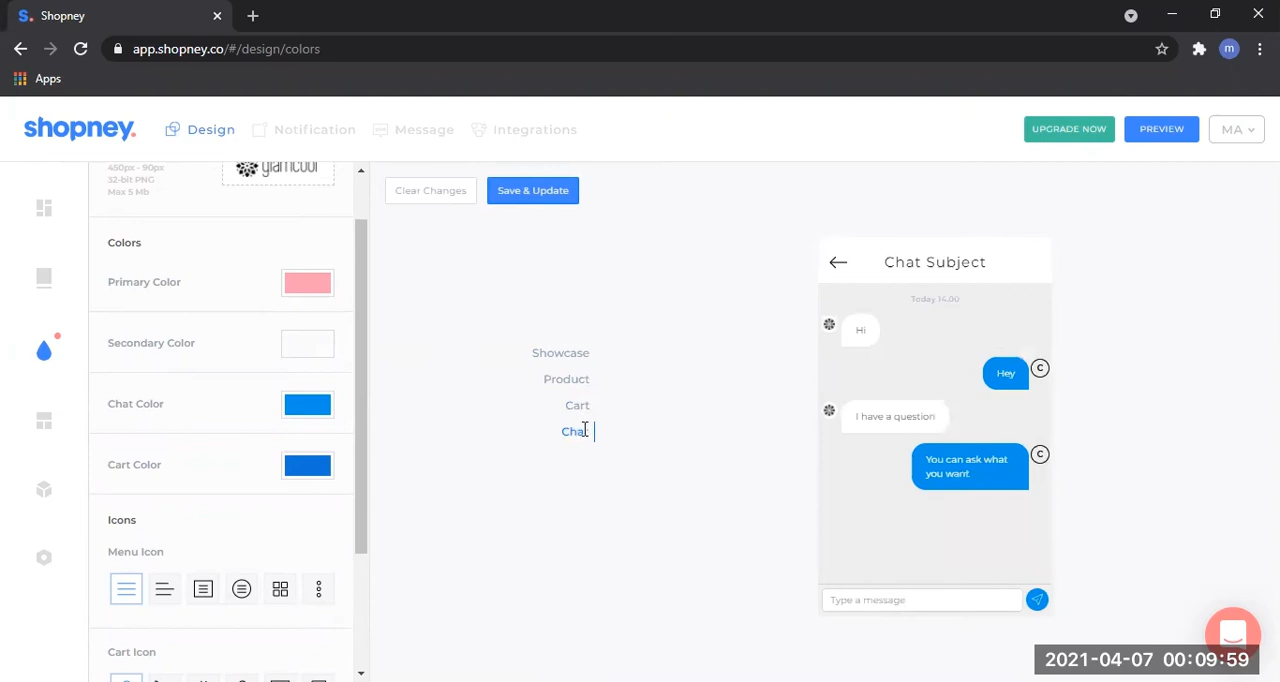 Shopney
app.shopney.co/#/design/colors
m
Apps
shopney.
Design
Notification
Message
Integrations
UPGRADE NOW
PREVIEW
MA
450px - 90px
32-bit PNG
Max 5 Mb
glamcool
Clear Changes
Save & Update
Colors
Primary Color
Secondary Color
Chat Color
Cart Color
Icons
Menu Icon
Cart Icon
Showcase
Product
Cart
Chat
Chat Subject
Today 14.00
Hi
Hey
C
I have a question
You can ask what
you want
C
Type a message
2021-04-07 00:09:59